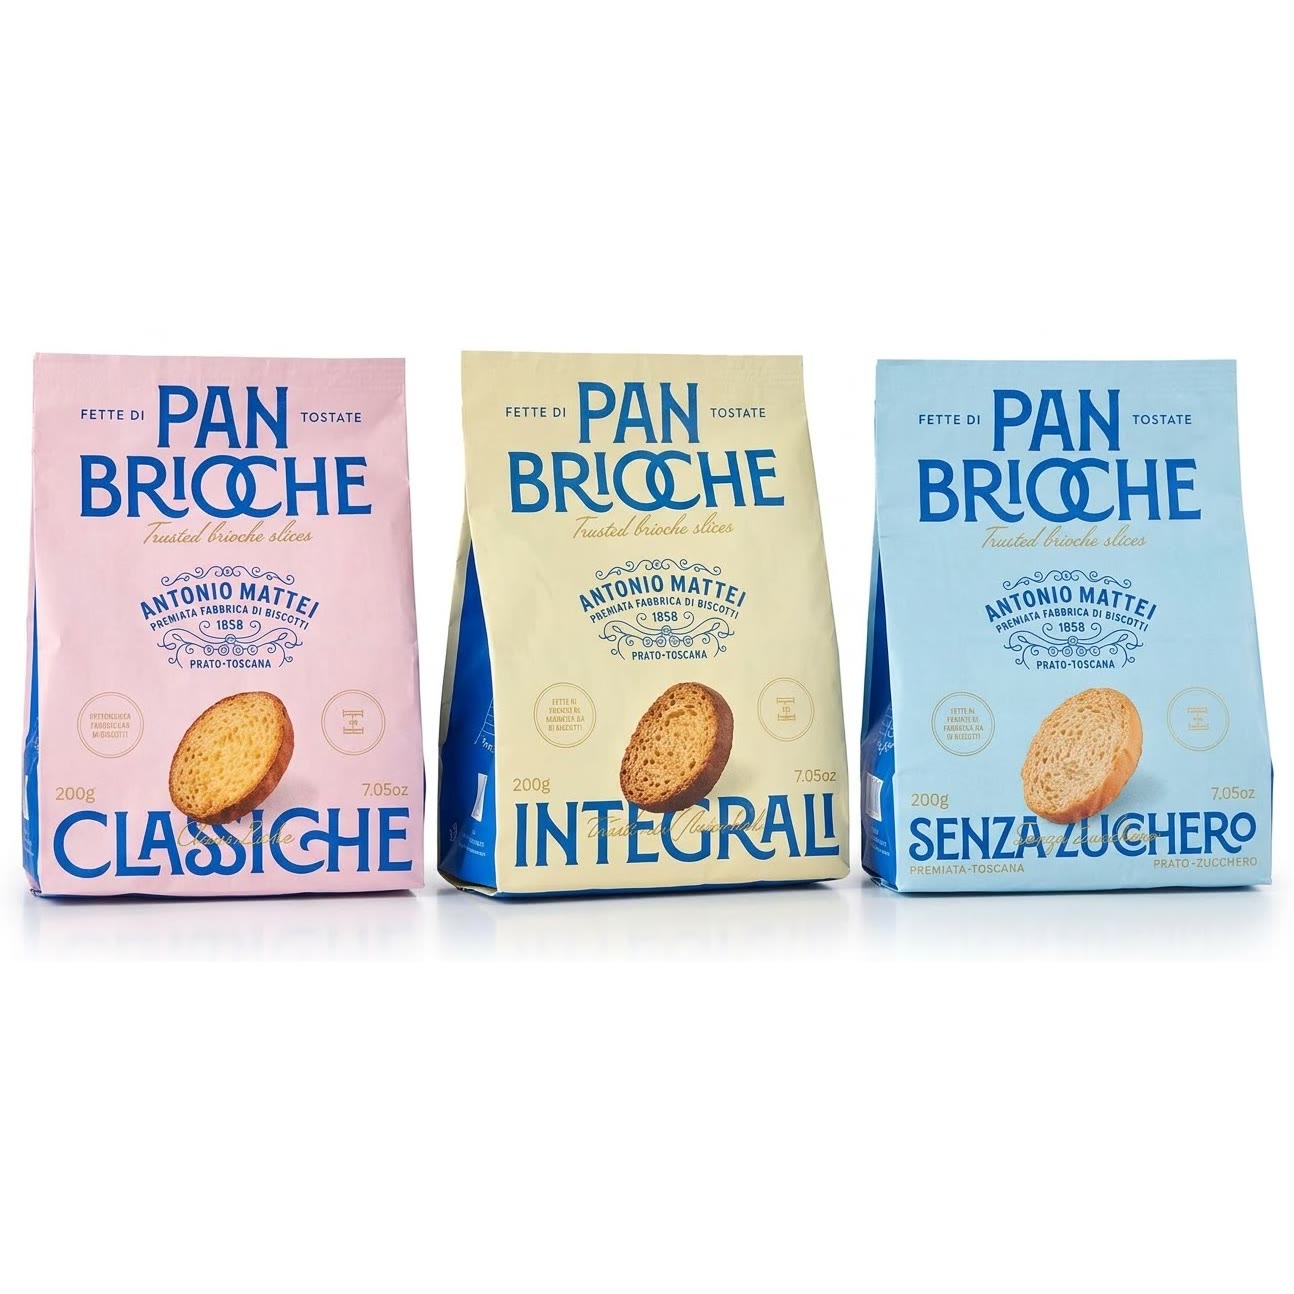 FETTE DI
PAN
TOSTATE
BRIOCHE
Trusted brioche slices
ANTONIO MATTEI
PREMIATA FABBRICA DI BISCOTTI
1858
PRATO-TOSCANA
200g
7.05oz
CLASSICHE
FETTE DI
PAN
TOSTATE
BRIOCHE
Trusted brioche slices
ANTONIO MATTEI
PREMIATA FABBRICA DI BISCOTTI
1858
PRATO-TOSCANA
200g
7.05oz
INTEGRALI
FETTE DI
PAN
TOSTATE
BRIOCHE
brioche slices
ANTONIO MATTEI
PREMIATA FABBRICA DI BISCOTTI
1858
PRATO-TOSCANA
200g
7.05oz
SENZA ZUCCHERO
PREMIATA-TOSCANA
PRATO-ZUCCHERO